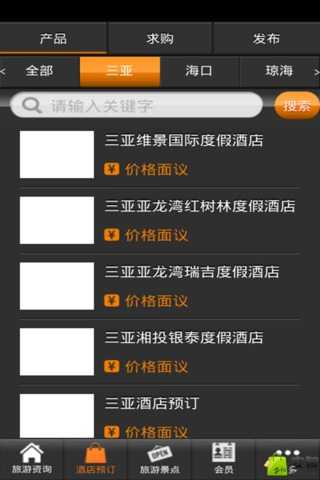 产品 求购 发布
< 全部 三亚 海口 琼海 >
请输入关键字 搜索
三亚维景国际度假酒店
¥ 价格面议
三亚亚龙湾红树林度假酒店
¥ 价格面议
三亚亚龙湾瑞吉度假酒店
¥ 价格面议
三亚湘投银泰度假酒店
¥ 价格面议
三亚酒店预订
¥ 价格面议
OPEN
旅游资询 酒店预订 旅游景点 会员